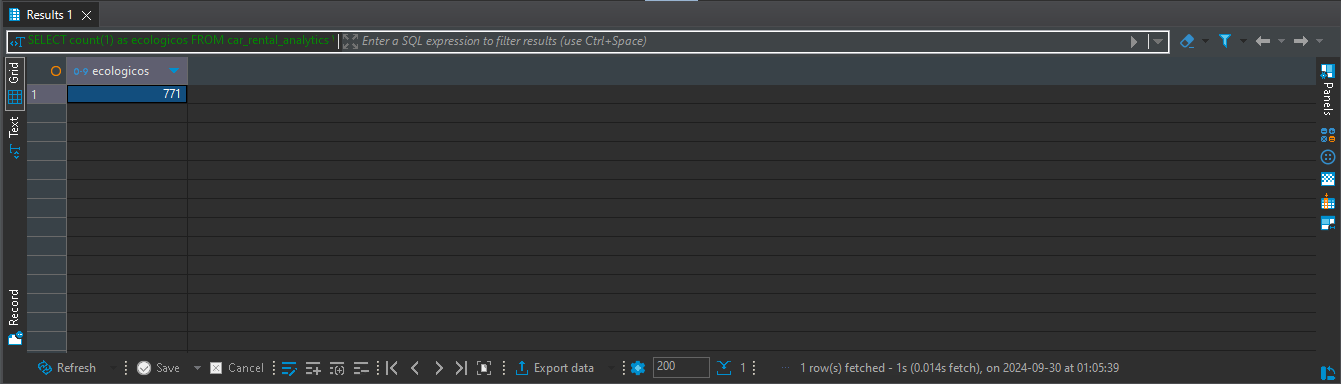 Results 1
SELECT count(1) as ecologicos FROM car_rental_analytics
Enter a SQL expression to filter results (use Ctrl+Space)
Grid
ecologicos
1
771
Text
Panels
Record
Refresh
Save
Cancel
Export data
200
1
1 row(s) fetched - 1s (0.014s fetch), on 2024-09-30 at 01:05:39